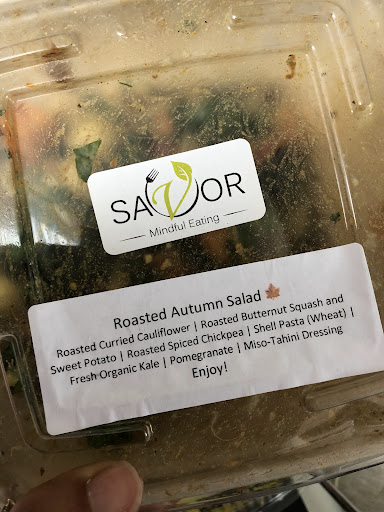 SAVOR
Mindful Eating
Roasted Autumn Salad 🍁
Roasted Curried Cauliflower | Roasted Butternut Squash and
Sweet Potato | Roasted Spiced Chickpea | Shell Pasta (Wheat) |
Fresh Organic Kale | Pomegranate | Miso-Tahini Dressing
Enjoy!